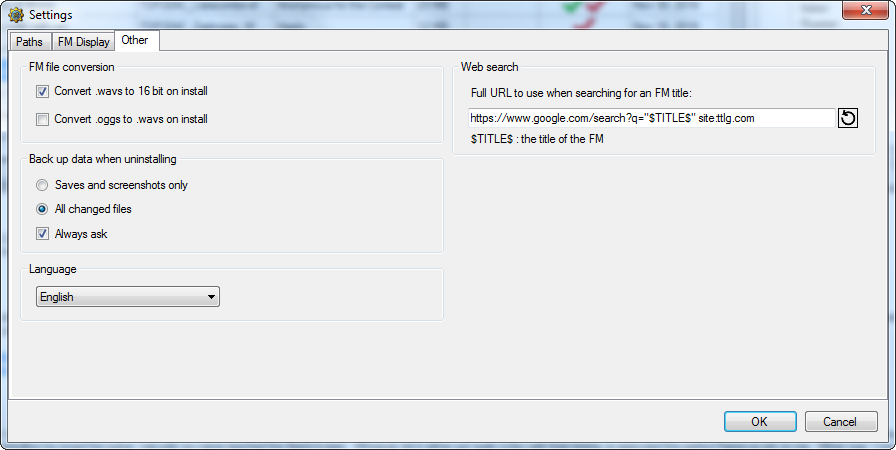 Settings
Paths
FM Display
Other
FM file conversion
Convert .wavs to 16 bit on install
Convert .oggs to .wavs on install
Back up data when uninstalling
Saves and screenshots only
All changed files
Always ask
Language
English
Web search
Full URL to use when searching for an FM title:
https://www.google.com/search?q="$TITLE$" site:ttlg.com
$TITLE$ : the title of the FM
OK
Cancel